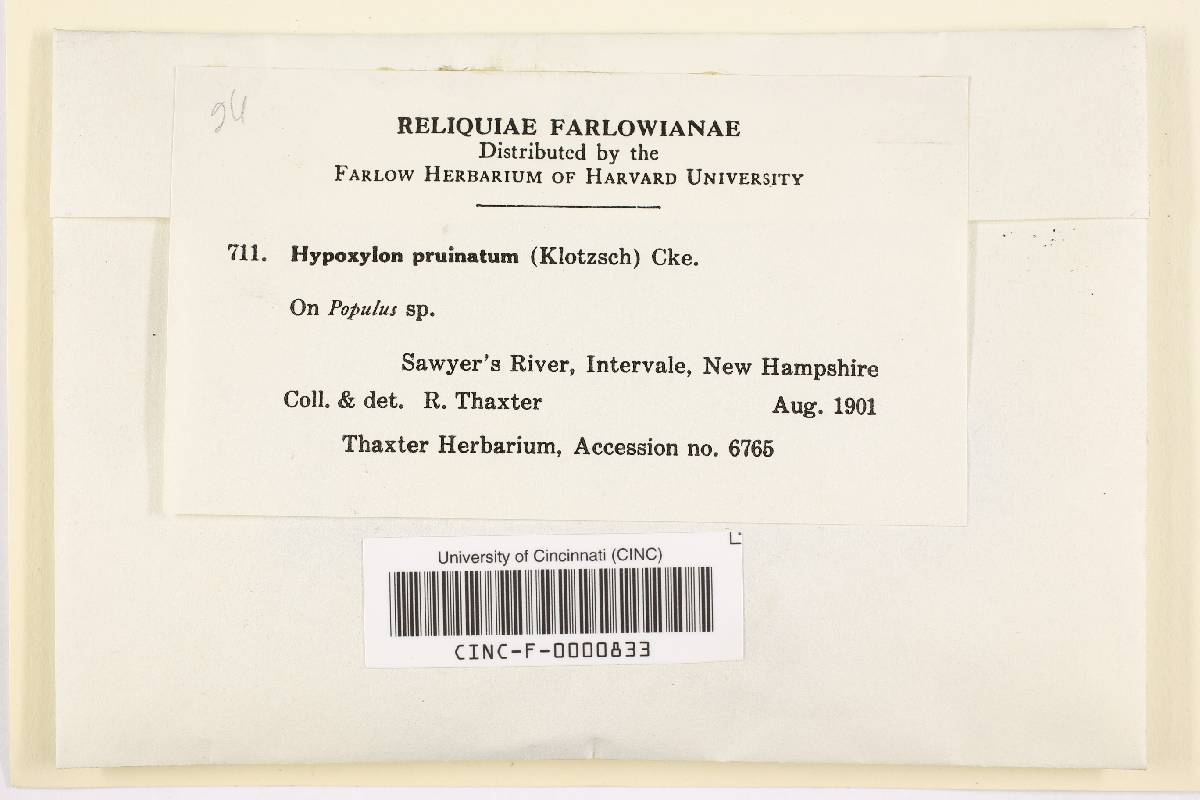 RELIQUIAE FARLOWIANAE
Distributed by the
FARLOW HERBARIUM OF HARVARD UNIVERSITY
711. Hypoxylon pruinatum (Klotzsch) Cke.
On Populus sp.
Sawyer's River, Intervale, New Hampshire
Coll. & det. R. Thaxter Aug. 1901
Thaxter Herbarium, Accession no. 6765
University of Cincinnati (CINC)
CINC-F-0000833